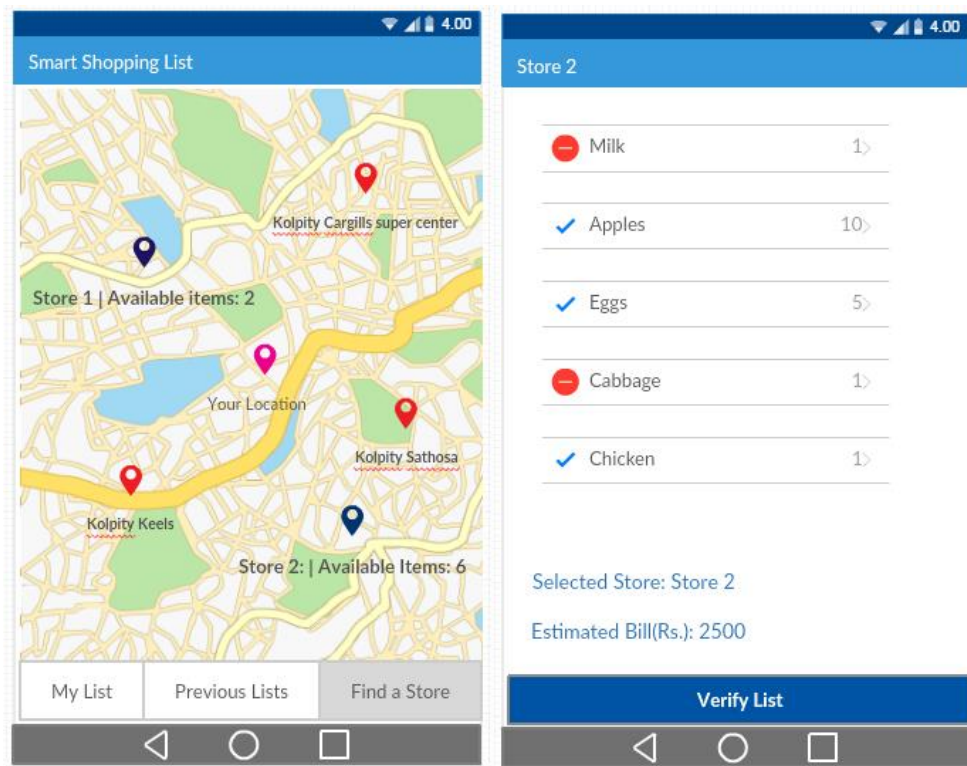 4.00
Smart Shopping List
Kolpity Cargills super center
Store 1 | Available items: 2
Your Location
Kolpity Sathosa
Kolpity Keels
Store 2: | Available Items: 6
My List Previous Lists Find a Store
4.00
Store 2
Milk 1
Apples 10
Eggs 5
Cabbage 1
Chicken 1
Selected Store: Store 2
Estimated Bill(Rs.): 2500
Verify List